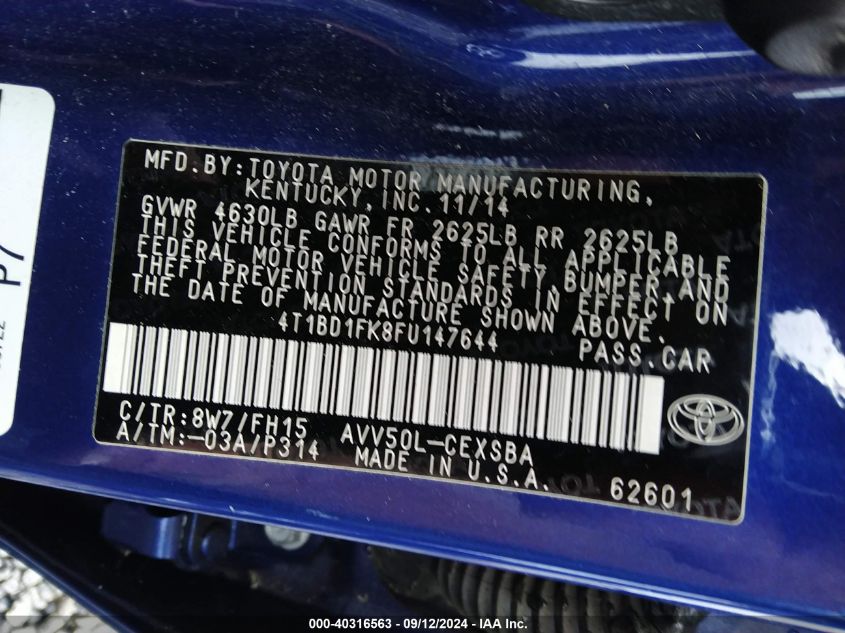 MFD.BY:TOYOTA MOTOR MANUFACTURING,
KENTUCKY, INC. 11/14
GVWR 4630LB GAWR FR 2625LB RR 2625LB
THIS VEHICLE CONFORMS TO ALL APPLICABLE
FEDERAL MOTOR VEHICLE SAFETY,BUMPER,AND
THEFT PREVENTION STANDARDS IN EFFECT ON
THE DATE OF MANUFACTURE SHOWN ABOVE.
4T1BD1FK8FU147644 PASS.CAR
C/TR:8W7/FH15 AVV50L-CEXSBA
A/TM:-03A/P314 MADE IN U.S.A.
62601
P7
000-40316563 - 09/12/2024 - IAA Inc.